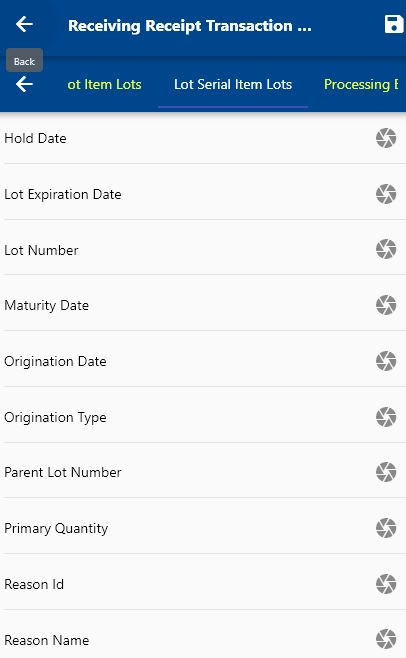 Receiving Receipt Transaction ...
Back
ot Item Lots Lot Serial Item Lots Processing E
Hold Date
Lot Expiration Date
Lot Number
Maturity Date
Origination Date
Origination Type
Parent Lot Number
Primary Quantity
Reason Id
Reason Name